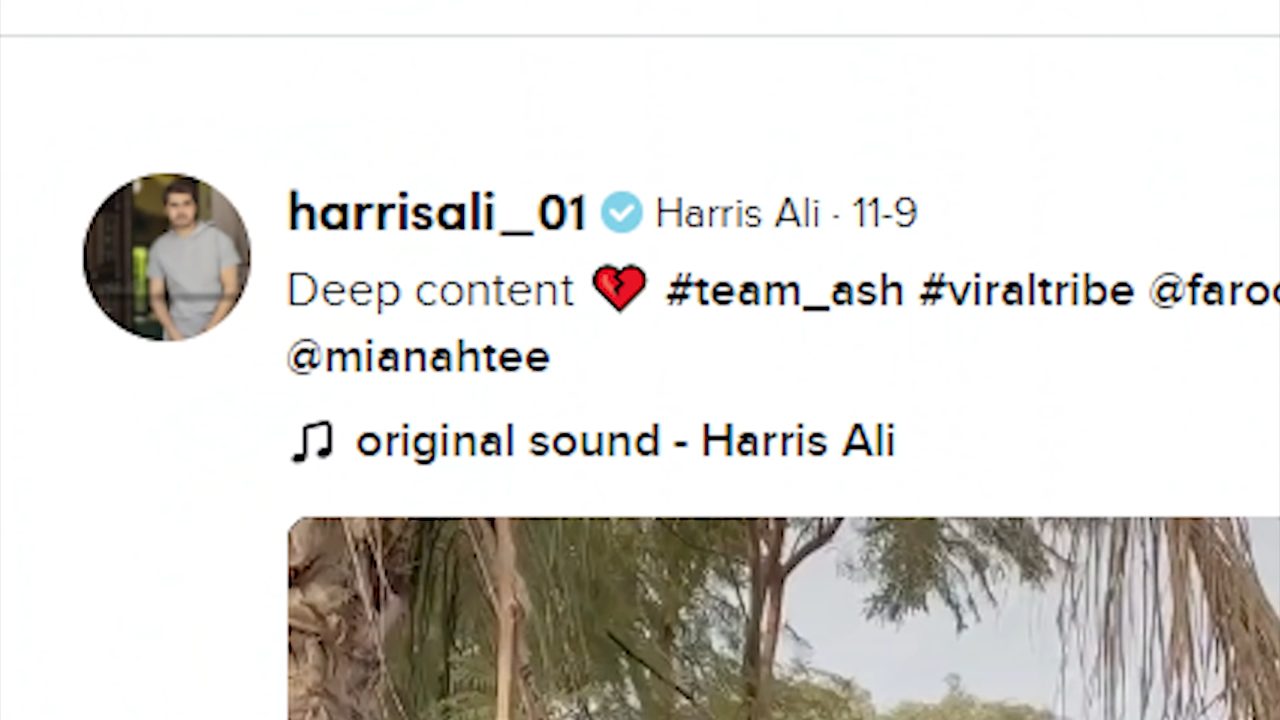 harrisali_01 Harris Ali · 11-9
Deep content 💔 #team_ash #viraltribe
@mianahtee
original sound - Harris Ali